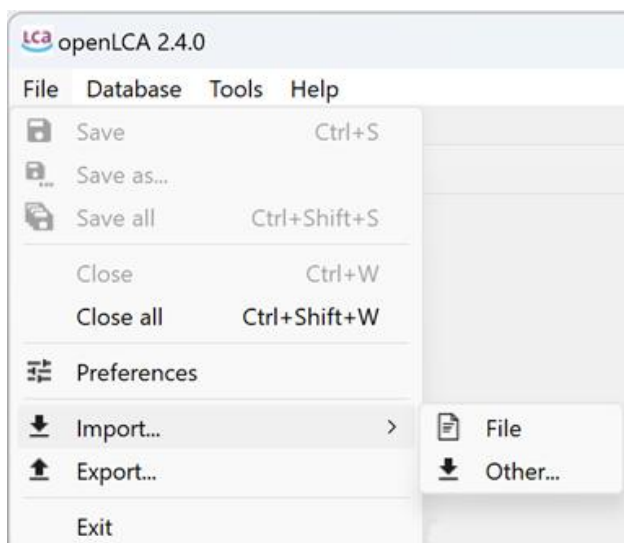 LCA openLCA 2.4.0
File Database Tools Help
Save Ctrl+S
Save as...
Save all Ctrl+Shift+S
Close Ctrl+W
Close all Ctrl+Shift+W
Preferences
Import... > File
Export... Other...
Exit